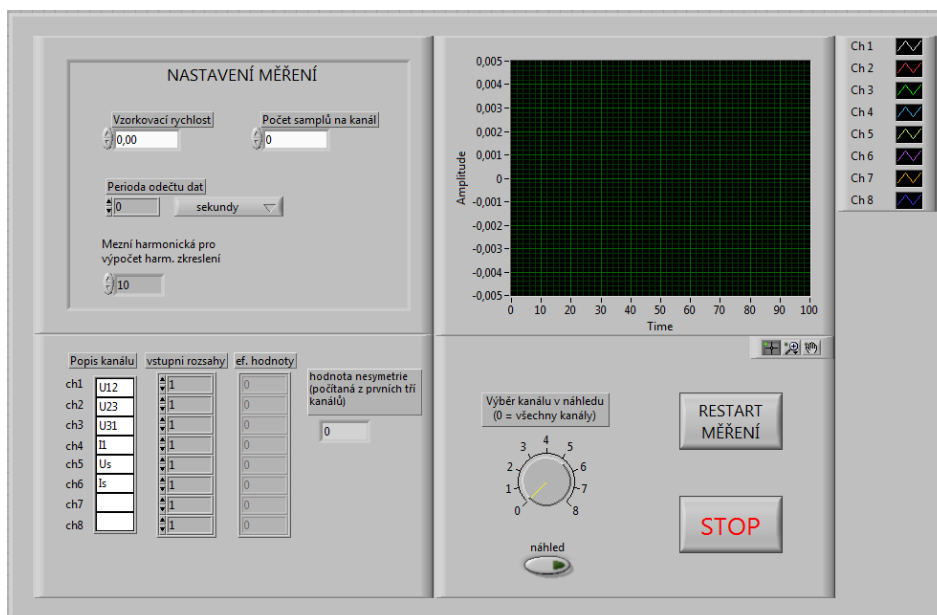 NASTAVENÍ MĚŘENÍ
Vzorkovací rychlost
0,00
Počet samplů na kanál
0
Perioda odečtu dat
0
sekundy
Mezní harmonická pro
výpočet harm. zkreslení
10
0,005
0,004
0,003
0,002
0,001
0
-0,001
-0,002
-0,003
-0,004
-0,005
Amplitude
0 10 20 30 40 50 60 70 80 90 100
Time
Ch 1
Ch 2
Ch 3
Ch 4
Ch 5
Ch 6
Ch 7
Ch 8
Popis kanálu vstupni rozsahy ef. hodnoty
ch1 U12 1 0
ch2 U23 1 0
ch3 U31 1 0
ch4 I1 1 0
ch5 Us 1 0
ch6 Is 1 0
ch7 1 0
ch8 1 0
hodnota nesymetrie
(počítaná z prvních tří
kanálů)
0
Výběr kanálu v náhledu
(0 = všechny kanály)
0 1 2 3 4 5 6 7 8
náhled
RESTART
MĚŘENÍ
STOP